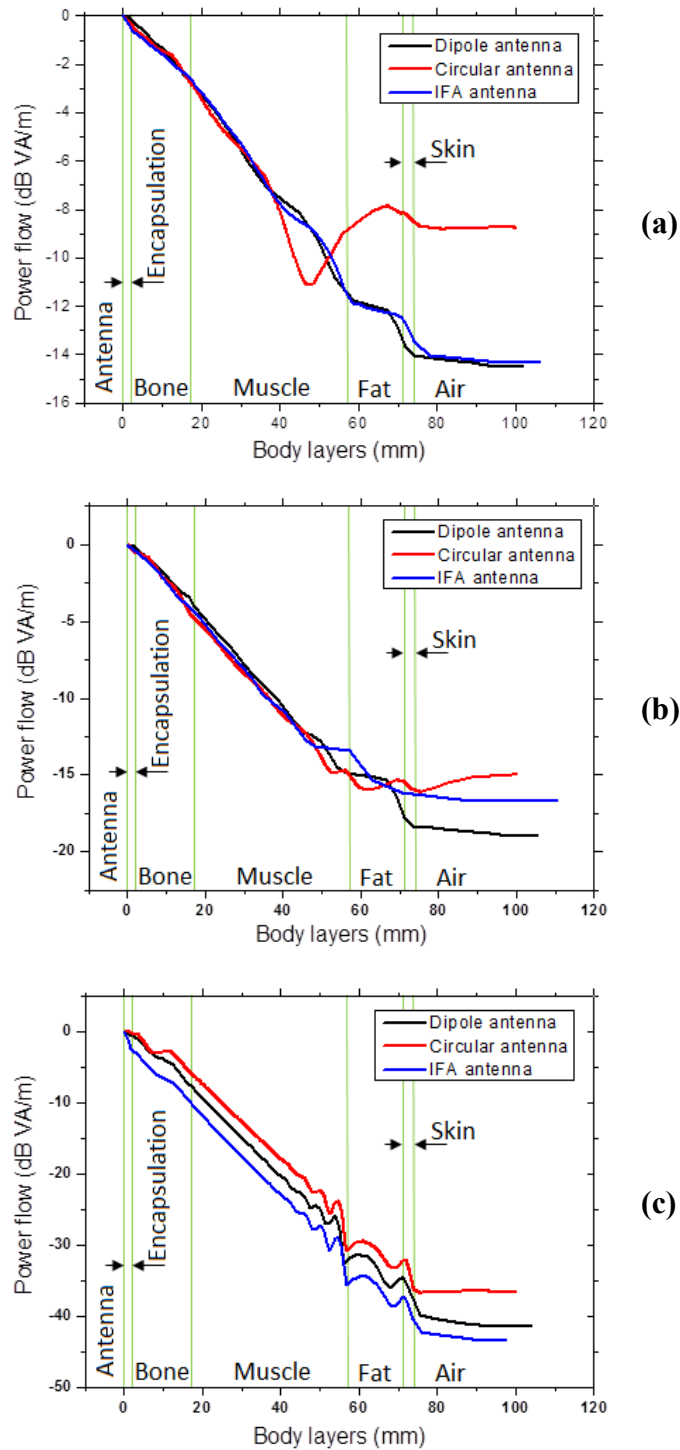 0
-2
-4
-6
-8
-10
-12
-14
-16
Power flow (dB VA/m)
Dipole antenna
Circular antenna
IFA antenna
Skin
Encapsulation
Antenna
Bone
Muscle
Fat
Air
0 20 40 60 80 100 120
Body layers (mm)
(a)
0
-5
-10
-15
-20
Power flow (dB VA/m)
Dipole antenna
Circular antenna
IFA antenna
Skin
Encapsulation
Antenna
Bone
Muscle
Fat
Air
0 20 40 60 80 100 120
Body layers (mm)
(b)
0
-10
-20
-30
-40
-50
Power flow (dB VA/m)
Dipole antenna
Circular antenna
IFA antenna
Skin
Encapsulation
Antenna
Bone
Muscle
Fat
Air
0 20 40 60 80 100 120
Body layers (mm)
(c)